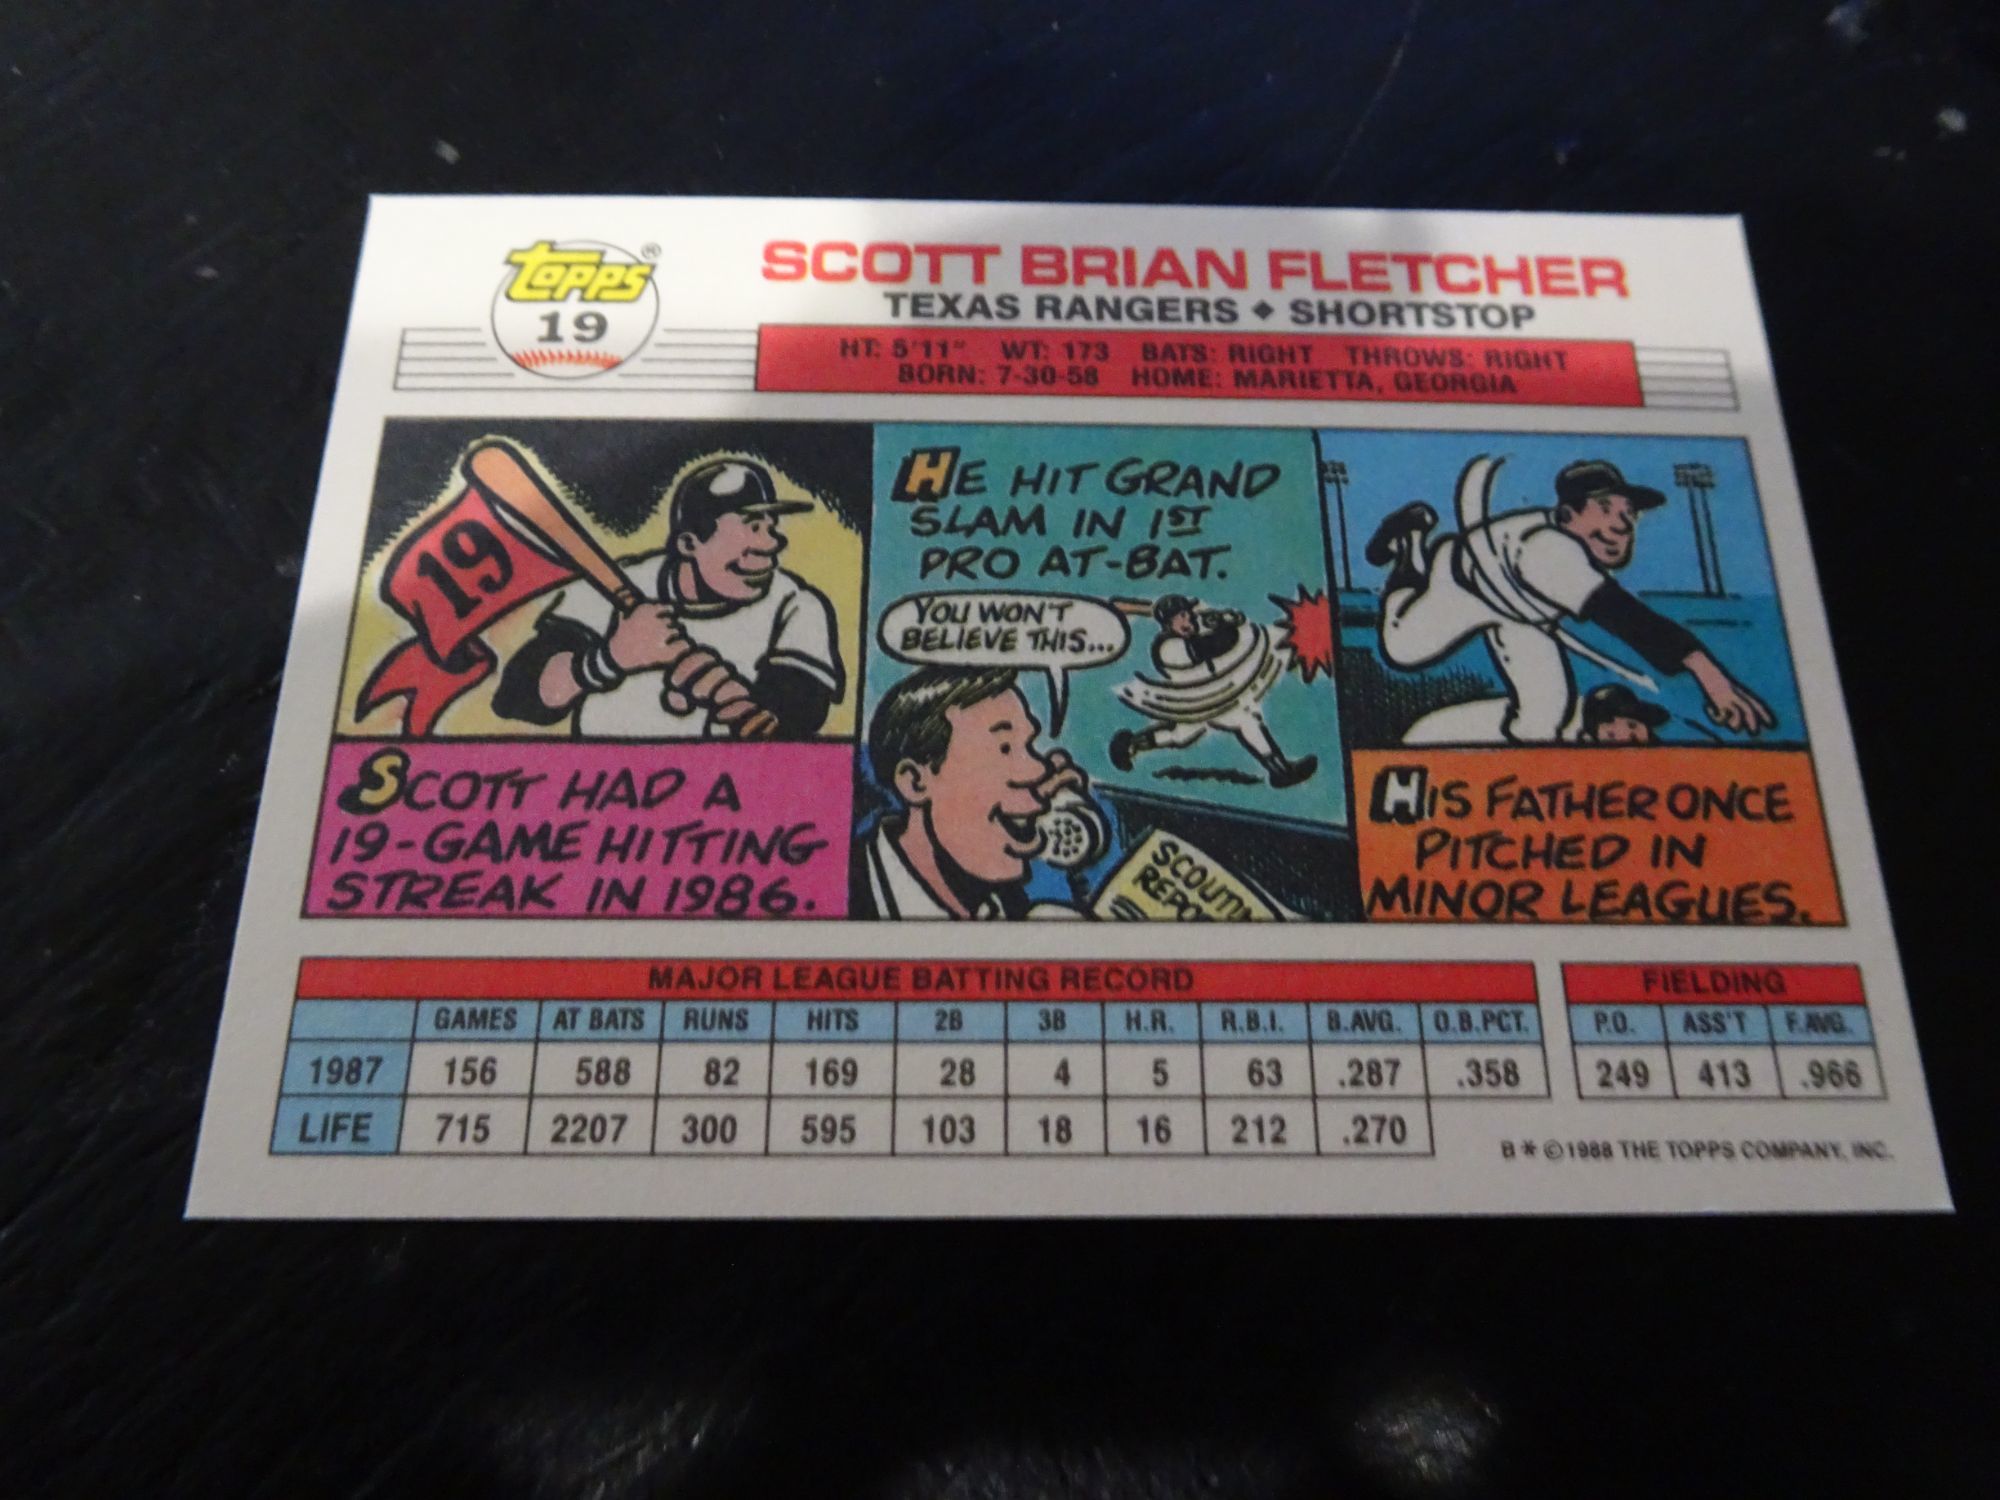 topps®
19
SCOTT BRIAN FLETCHER
TEXAS RANGERS ◆ SHORTSTOP
HT: 5'11" WT: 173 BATS: RIGHT THROWS: RIGHT
BORN: 7-30-58 HOME: MARIETTA, GEORGIA
19
SCOTT HAD A
19-GAME HITTING
STREAK IN 1986.
HE HIT GRAND
SLAM IN 1ST
PRO AT-BAT.
YOU WON'T
BELIEVE THIS...
SCOUTIN
REPO
HIS FATHER ONCE
PITCHED IN
MINOR LEAGUES.
MAJOR LEAGUE BATTING RECORD
GAMES AT BATS RUNS HITS 2B 3B H.R. R.B.I. B.AVG. O.B.PCT.
1987 156 588 82 169 28 4 5 63 .287 .358
LIFE 715 2207 300 595 103 18 16 212 .270
FIELDING
P.O. ASS'T F.AVG.
249 413 .966
B * ©1988 THE TOPPS COMPANY, INC.